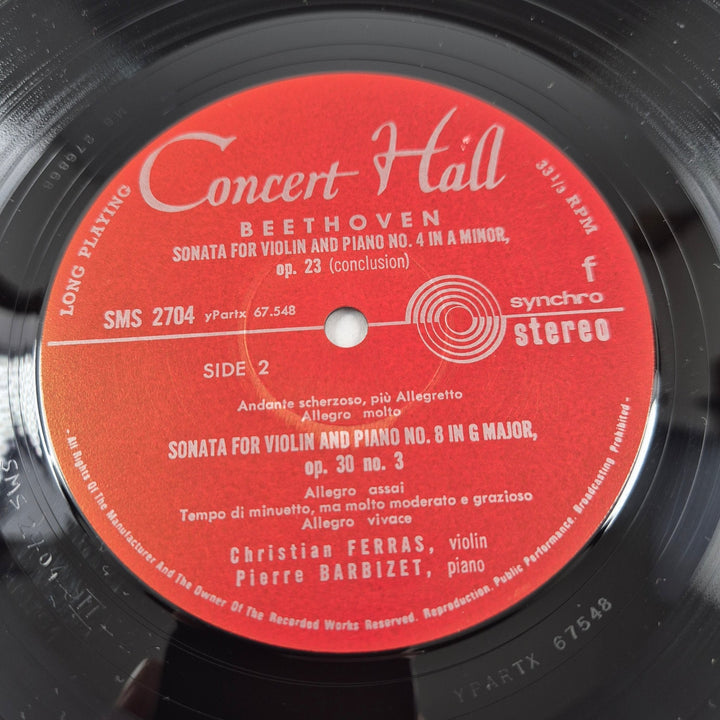 Concert Hall
LONG PLAYING
33 1/3 RPM
BEETHOVEN
SONATA FOR VIOLIN AND PIANO NO. 4 IN A MINOR,
op. 23 (conclusion)
f
SMS 2704 yPartx 67.548
synchro
stereo
SIDE 2
Andante scherzoso, più Allegretto
Allegro molto
SONATA FOR VIOLIN AND PIANO NO. 8 IN G MAJOR,
op. 30 no. 3
Allegro assai
Tempo di minuetto, ma molto moderato e grazioso
Allegro vivace
Christian FERRAS, violin
Pierre BARBIZET, piano
- All Rights Of The Manufacturer And The Owner Of The Recorded Works Reserved. Reproduction. Public Performance. Broadcasting Prohibited -
YPARTX 67548
SMS 2704